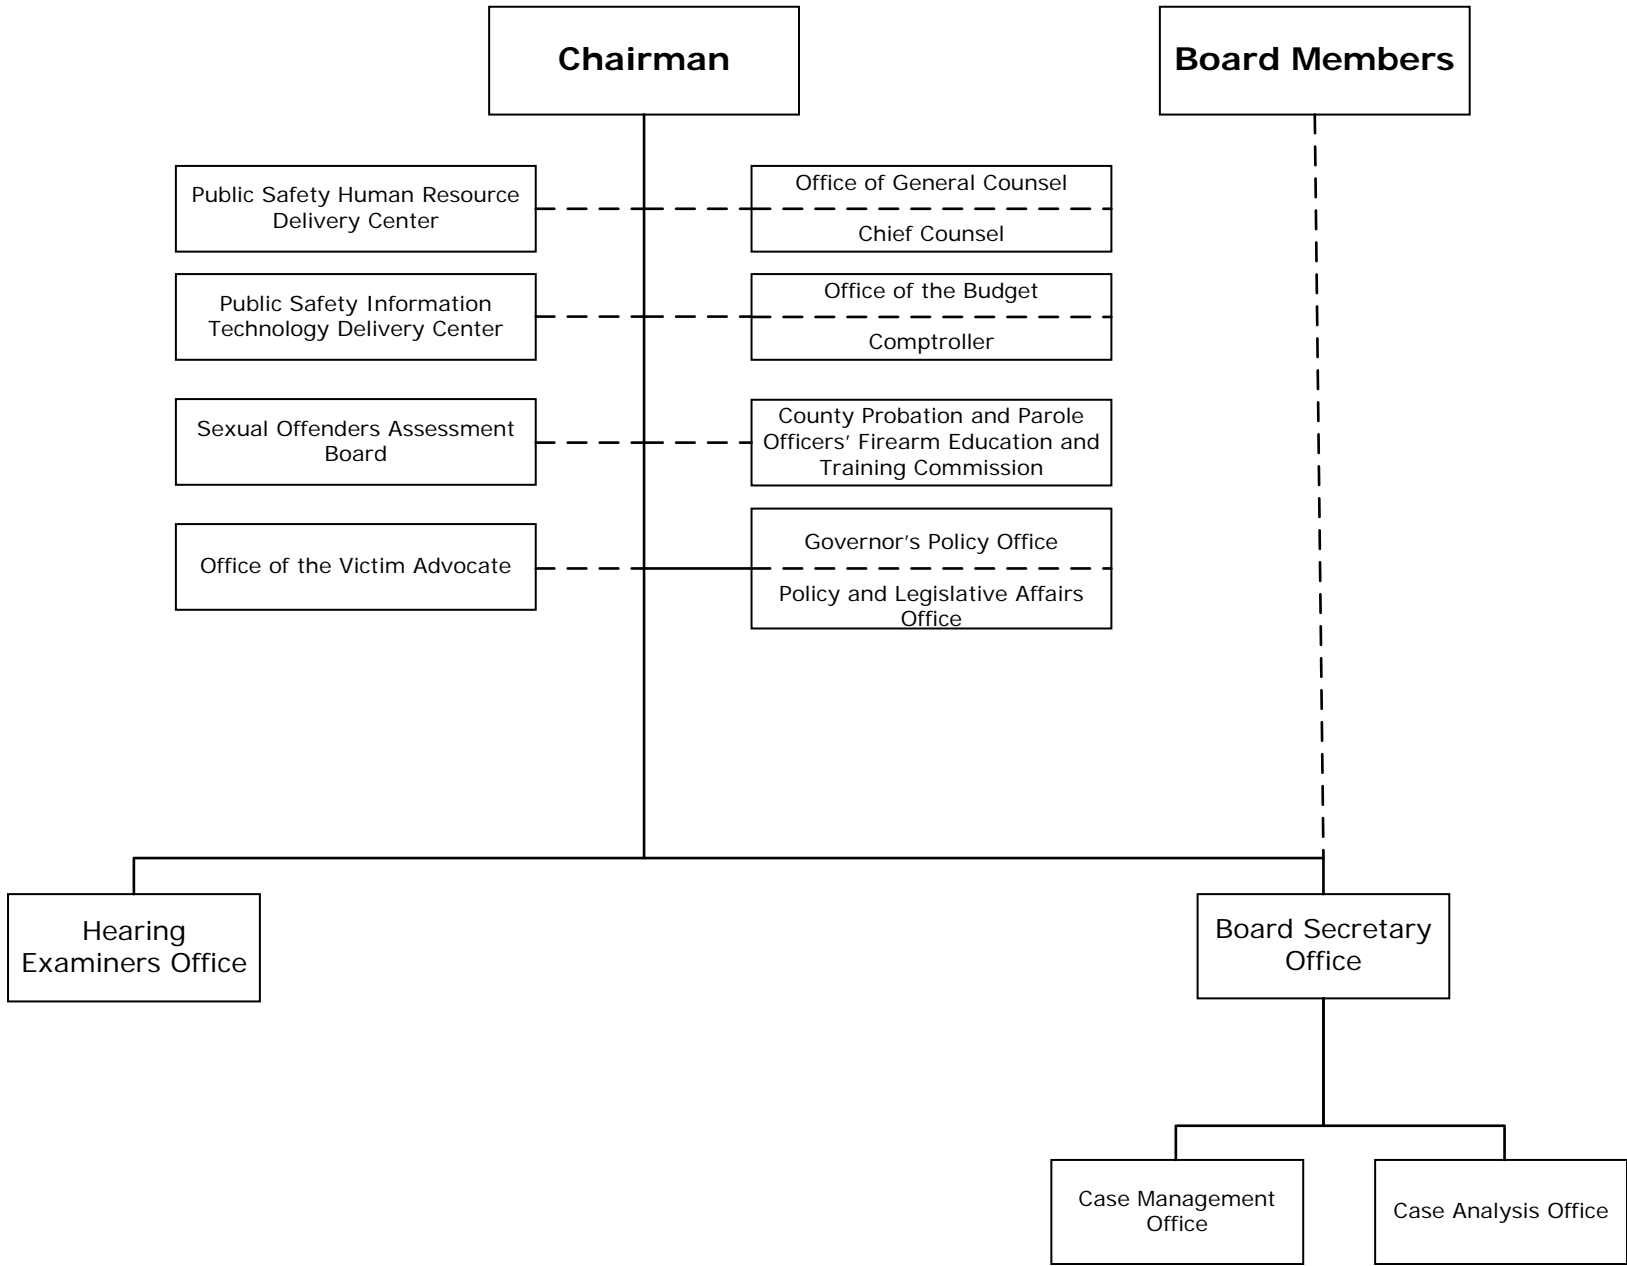 Chairman
Board Members
Public Safety Human Resource
Delivery Center
Office of General Counsel
Chief Counsel
Public Safety Information
Technology Delivery Center
Office of the Budget
Comptroller
Sexual Offenders Assessment
Board
County Probation and Parole
Officers’ Firearm Education and
Training Commission
Office of the Victim Advocate
Governor’s Policy Office
Policy and Legislative Affairs
Office
Hearing
Examiners Office
Board Secretary
Office
Case Management
Office
Case Analysis Office